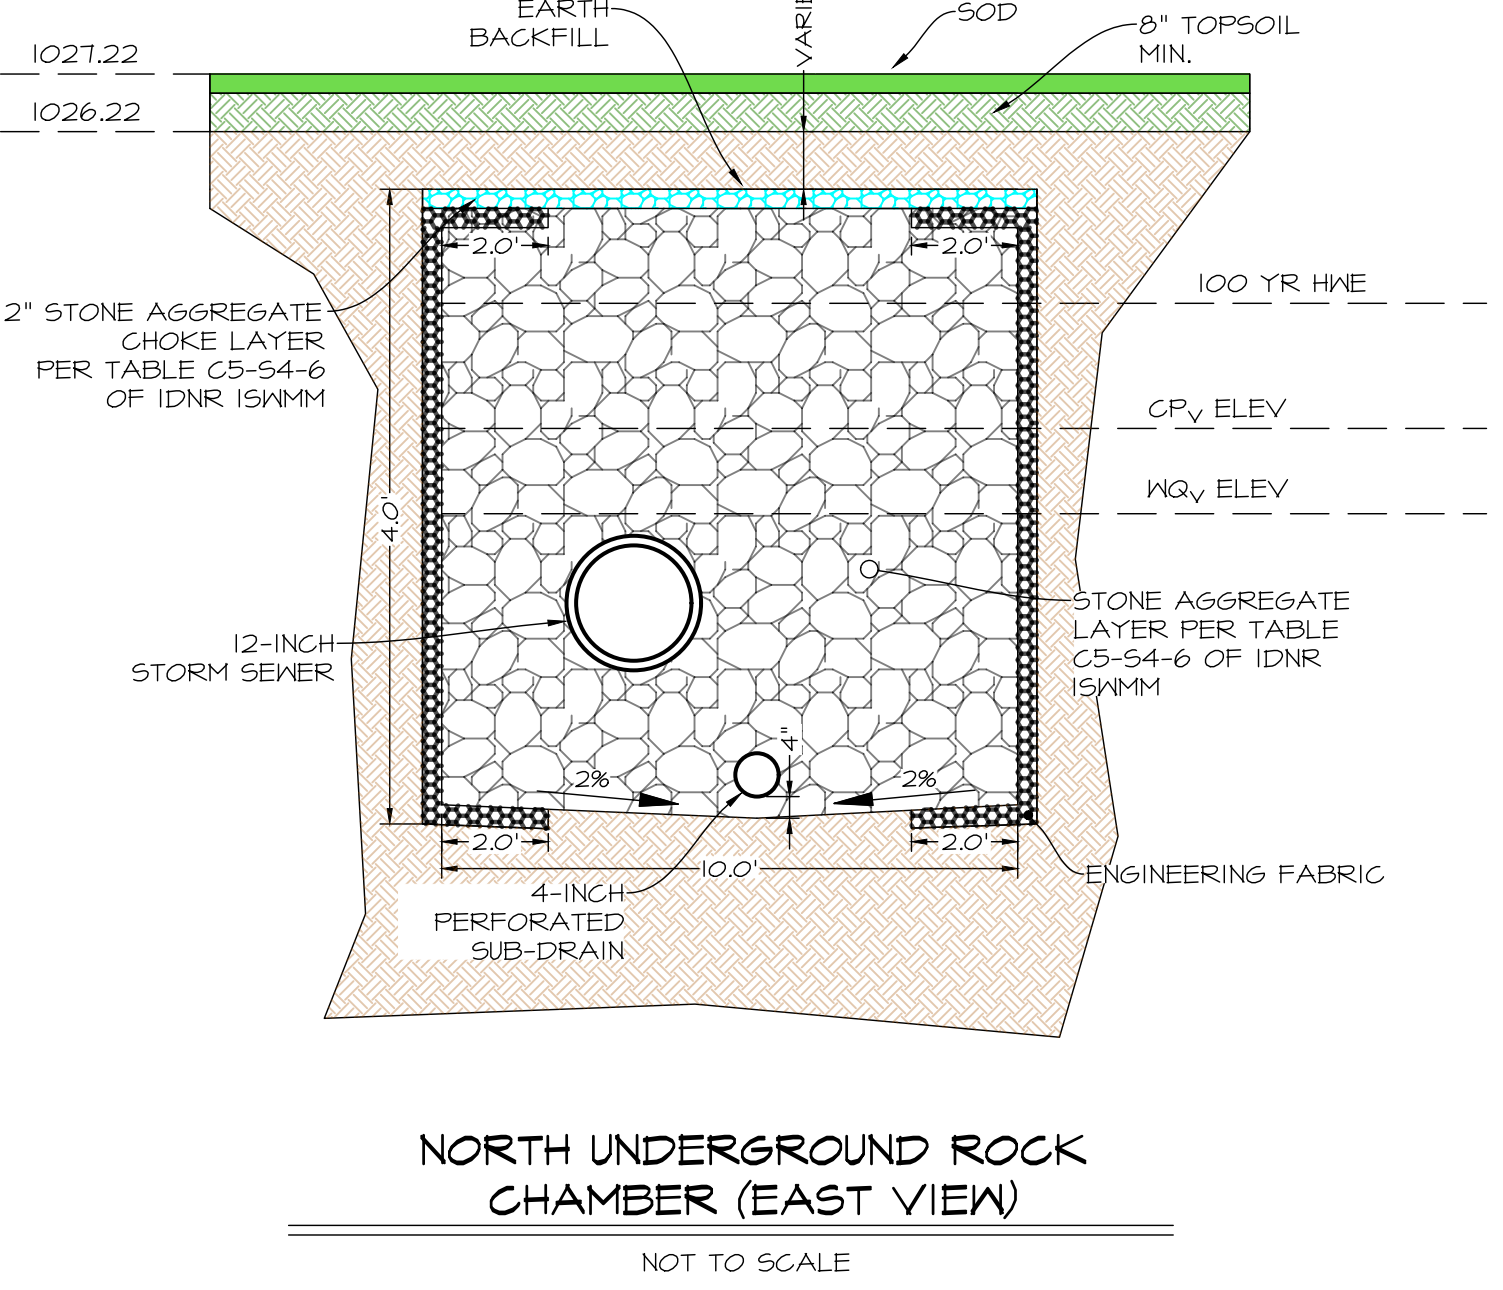 EARTH
BACKFILL
SOD
8" TOPSOIL
MIN.
1027.22
1026.22
2.0'
2.0'
100 YR HWE
2" STONE AGGREGATE
CHOKE LAYER
PER TABLE C5-S4-6
OF IDNR ISWMM
CPV ELEV
WQV ELEV
4.0'
STONE AGGREGATE
LAYER PER TABLE
C5-S4-6 OF IDNR
ISWMM
12-INCH
STORM SEWER
4"
2%
2%
2.0'
2.0'
10.0'
ENGINEERING FABRIC
4-INCH
PERFORATED
SUB-DRAIN
NORTH UNDERGROUND ROCK
CHAMBER (EAST VIEW)
NOT TO SCALE